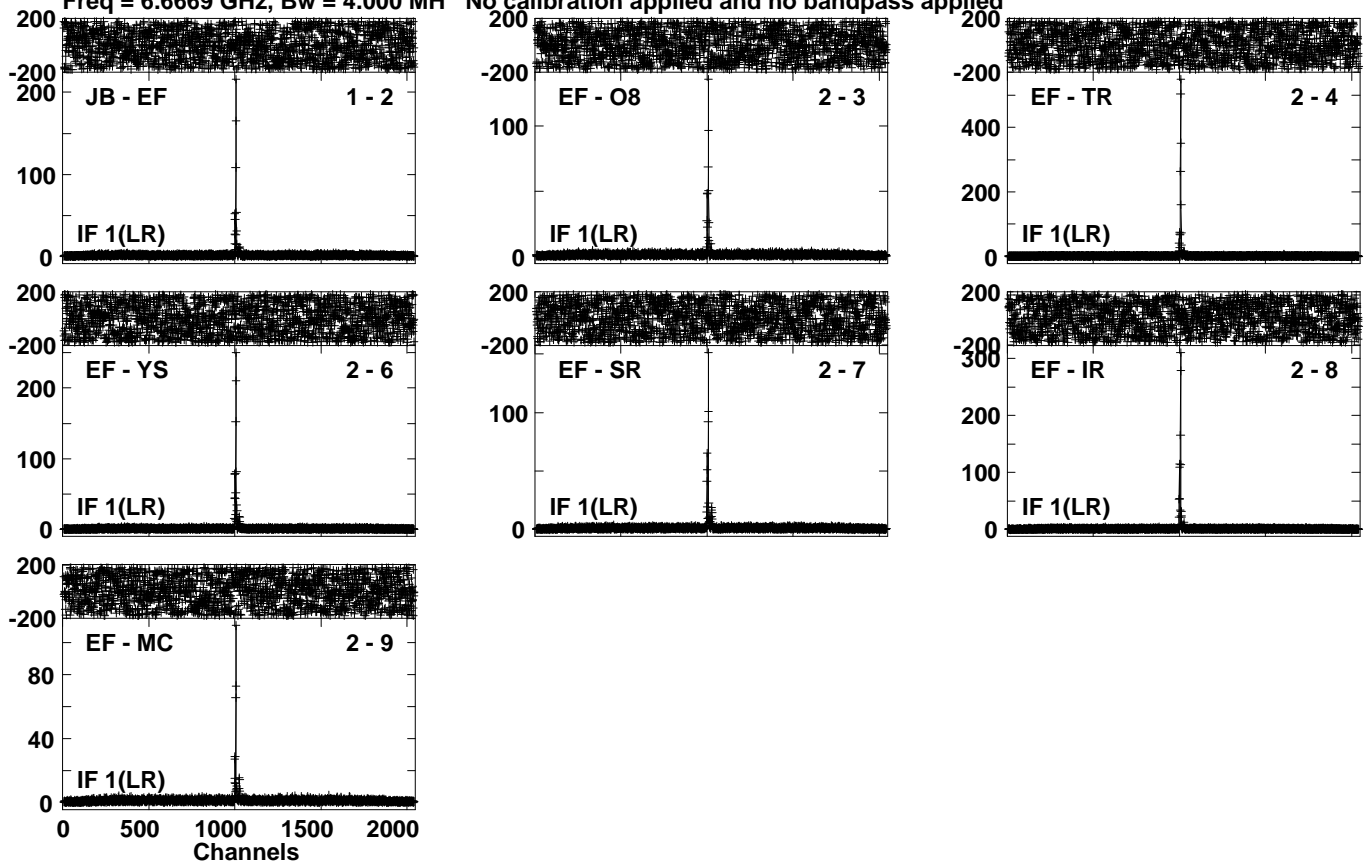 Freq = 6.6669 GHz, Bw = 4.000 MH No calibration applied and no bandpass applied
200
-200
200
100
0
JB - EF 1 - 2
IF 1(LR)
200
-200
100
0
EF - O8 2 - 3
IF 1(LR)
200
-200
400
200
0
EF - TR 2 - 4
IF 1(LR)
200
-200
200
100
0
EF - YS 2 - 6
IF 1(LR)
200
-200
100
0
EF - SR 2 - 7
IF 1(LR)
200
-200
300
200
100
0
EF - IR 2 - 8
IF 1(LR)
200
-200
80
40
0
EF - MC 2 - 9
IF 1(LR)
0 500 1000 1500 2000
Channels